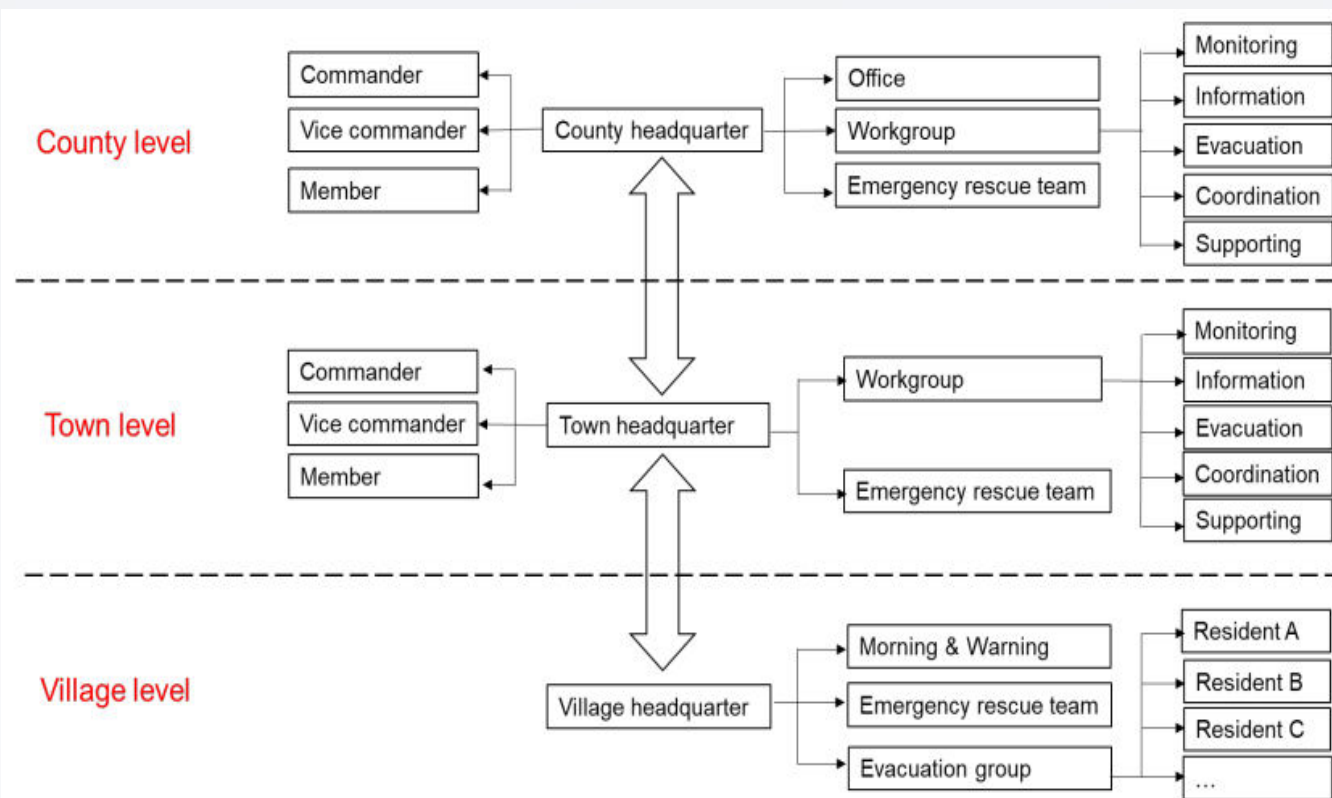 County level
Commander
Vice commander
Member
County headquarter
Office
Workgroup
Emergency rescue team
Monitoring
Information
Evacuation
Coordination
Supporting
Town level
Commander
Vice commander
Member
Town headquarter
Workgroup
Emergency rescue team
Monitoring
Information
Evacuation
Coordination
Supporting
Village level
Village headquarter
Morning & Warning
Emergency rescue team
Evacuation group
Resident A
Resident B
Resident C
...